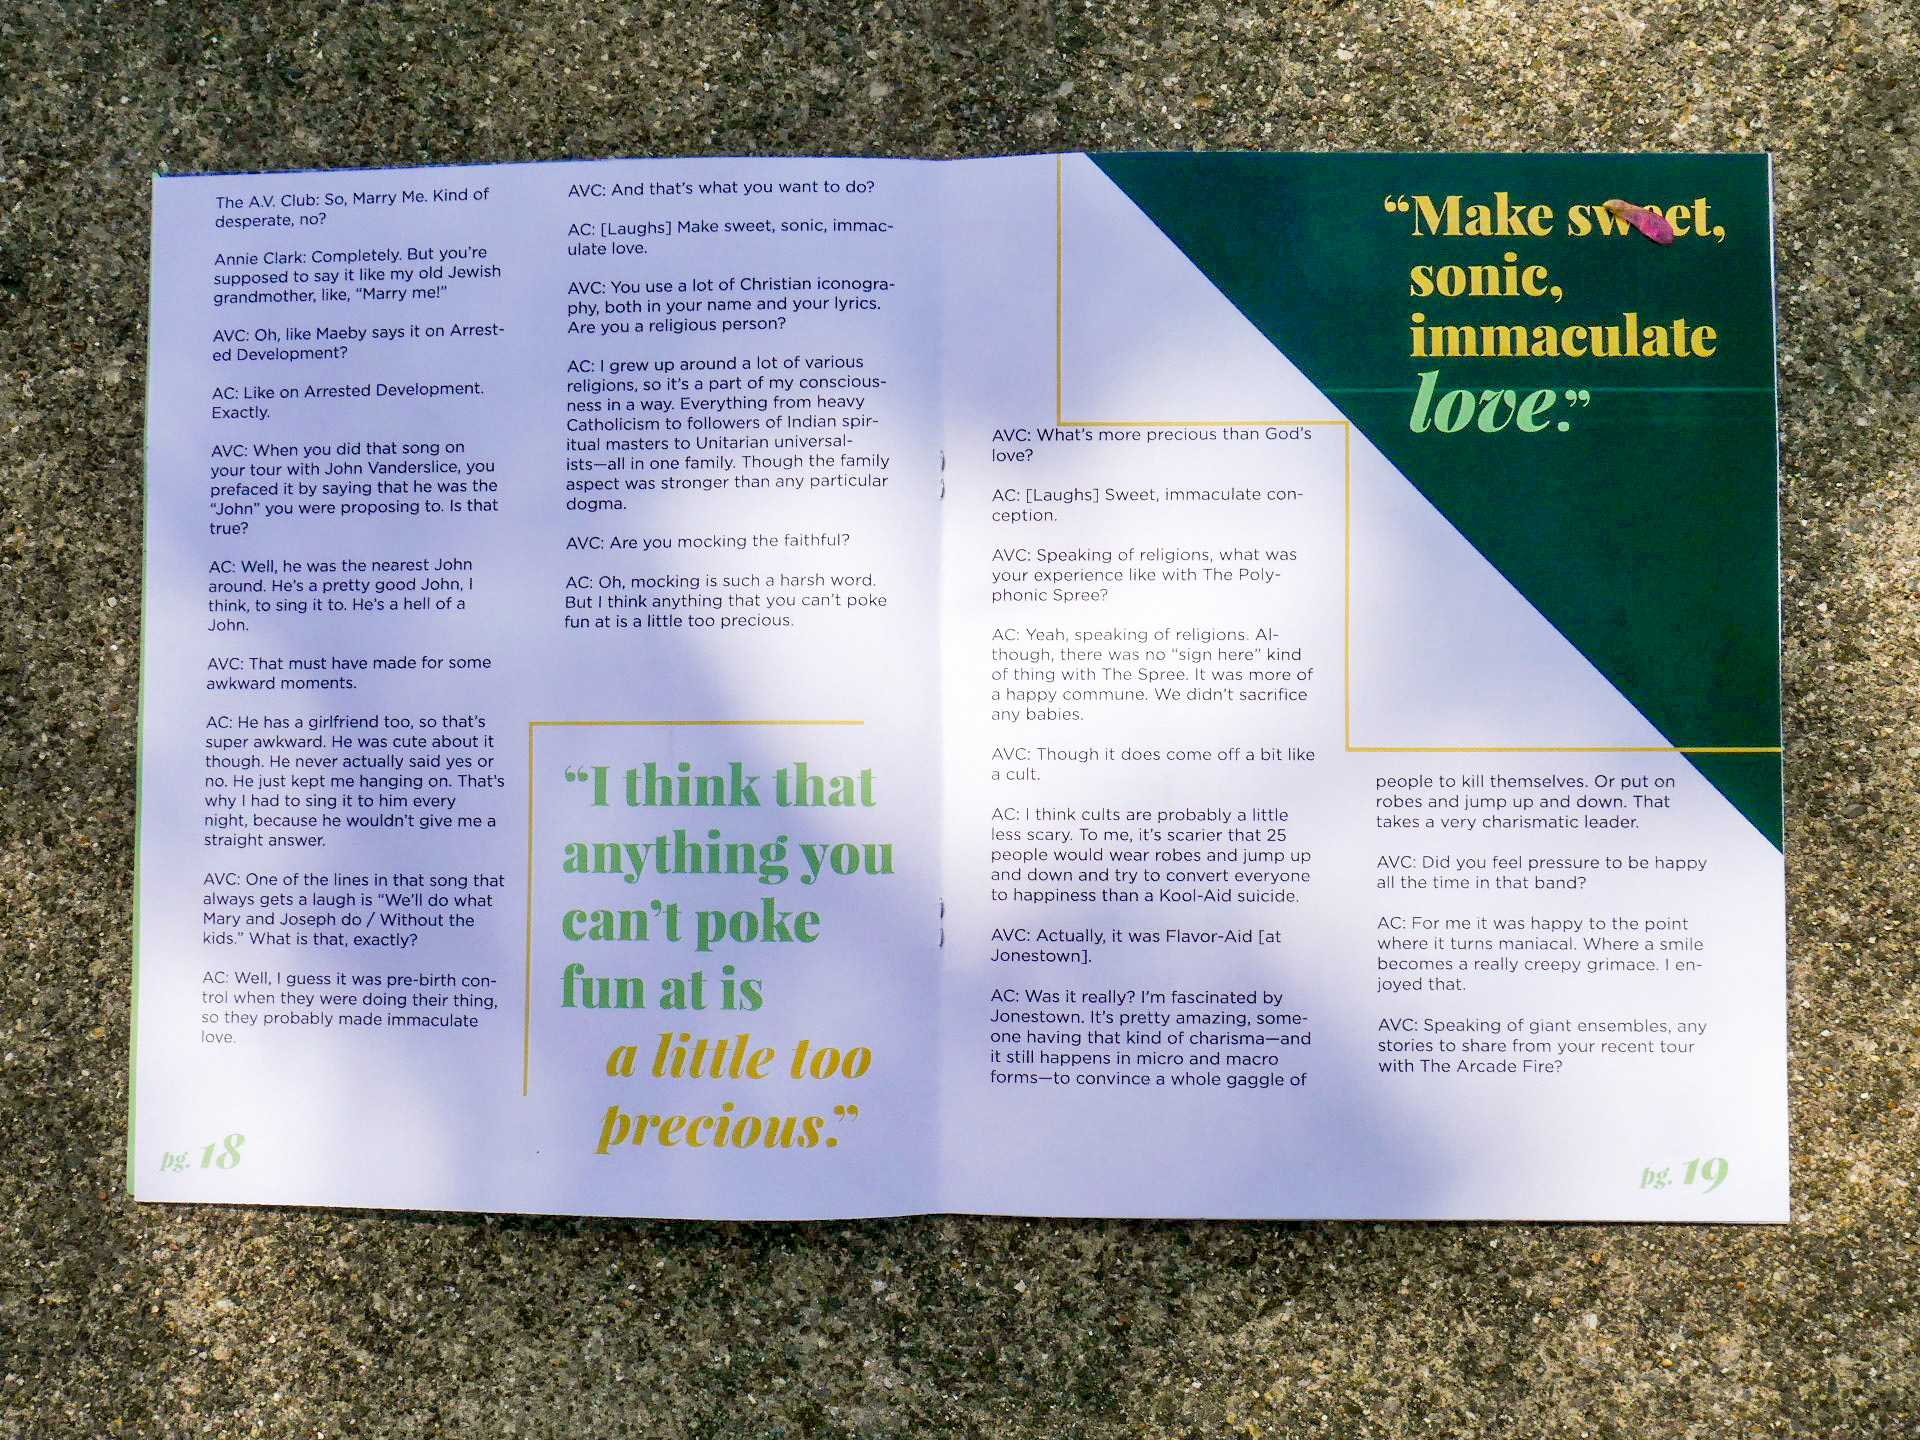 The A.V. Club: So, Marry Me. Kind of
desperate, no?
Annie Clark: Completely. But you're
supposed to say it like my old Jewish
grandmother, like, "Marry me!"
AVC: Oh, like Maeby says it on Arrest-
ed Development?
AC: Like on Arrested Development.
Exactly.
AVC: When you did that song on
your tour with John Vanderslice, you
prefaced it by saying that he was the
"John" you were proposing to. Is that
true?
AC: Well, he was the nearest John
around. He's a pretty good John, I
think, to sing it to. He's a hell of a
John.
AVC: That must have made for some
awkward moments.
AC: He has a girlfriend too, so that's
super awkward. He was cute about it
though. He never actually said yes or
no. He just kept me hanging on. That's
why I had to sing it to him every
night, because he wouldn't give me a
straight answer.
AVC: One of the lines in that song that
always gets a laugh is "We'll do what
Mary and Joseph do / Without the
kids." What is that, exactly?
AC: Well, I guess it was pre-birth con-
trol when they were doing their thing,
so they probably made immaculate
love.
pg. 18
AVC: And that's what you want to do?
AC: [Laughs] Make sweet, sonic, immac-
ulate love.
AVC: You use a lot of Christian iconogra-
phy, both in your name and your lyrics.
Are you a religious person?
AC: I grew up around a lot of various
religions, so it's a part of my conscious-
ness in a way. Everything from heavy
Catholicism to followers of Indian spir-
itual masters to Unitarian universal-
ists—all in one family. Though the family
aspect was stronger than any particular
dogma.
AVC: Are you mocking the faithful?
AC: Oh, mocking is such a harsh word.
But I think anything that you can't poke
fun at is a little too precious.
"I think that
anything you
can't poke
fun at is
a little too
precious."
"Make sweet,
sonic,
immaculate
love."
AVC: What's more precious than God's
love?
AC: [Laughs] Sweet, immaculate con-
ception.
AVC: Speaking of religions, what was
your experience like with The Poly-
phonic Spree?
AC: Yeah, speaking of religions. Al-
though, there was no "sign here" kind
of thing with The Spree. It was more of
a happy commune. We didn't sacrifice
any babies.
AVC: Though it does come off a bit like
a cult.
AC: I think cults are probably a little
less scary. To me, it's scarier that 25
people would wear robes and jump up
and down and try to convert everyone
to happiness than a Kool-Aid suicide.
AVC: Actually, it was Flavor-Aid [at
Jonestown].
AC: Was it really? I'm fascinated by
Jonestown. It's pretty amazing, some-
one having that kind of charisma—and
it still happens in micro and macro
forms—to convince a whole gaggle of
people to kill themselves. Or put on
robes and jump up and down. That
takes a very charismatic leader.
AVC: Did you feel pressure to be happy
all the time in that band?
AC: For me it was happy to the point
where it turns maniacal. Where a smile
becomes a really creepy grimace. I en-
joyed that.
AVC: Speaking of giant ensembles, any
stories to share from your recent tour
with The Arcade Fire?
pg. 19